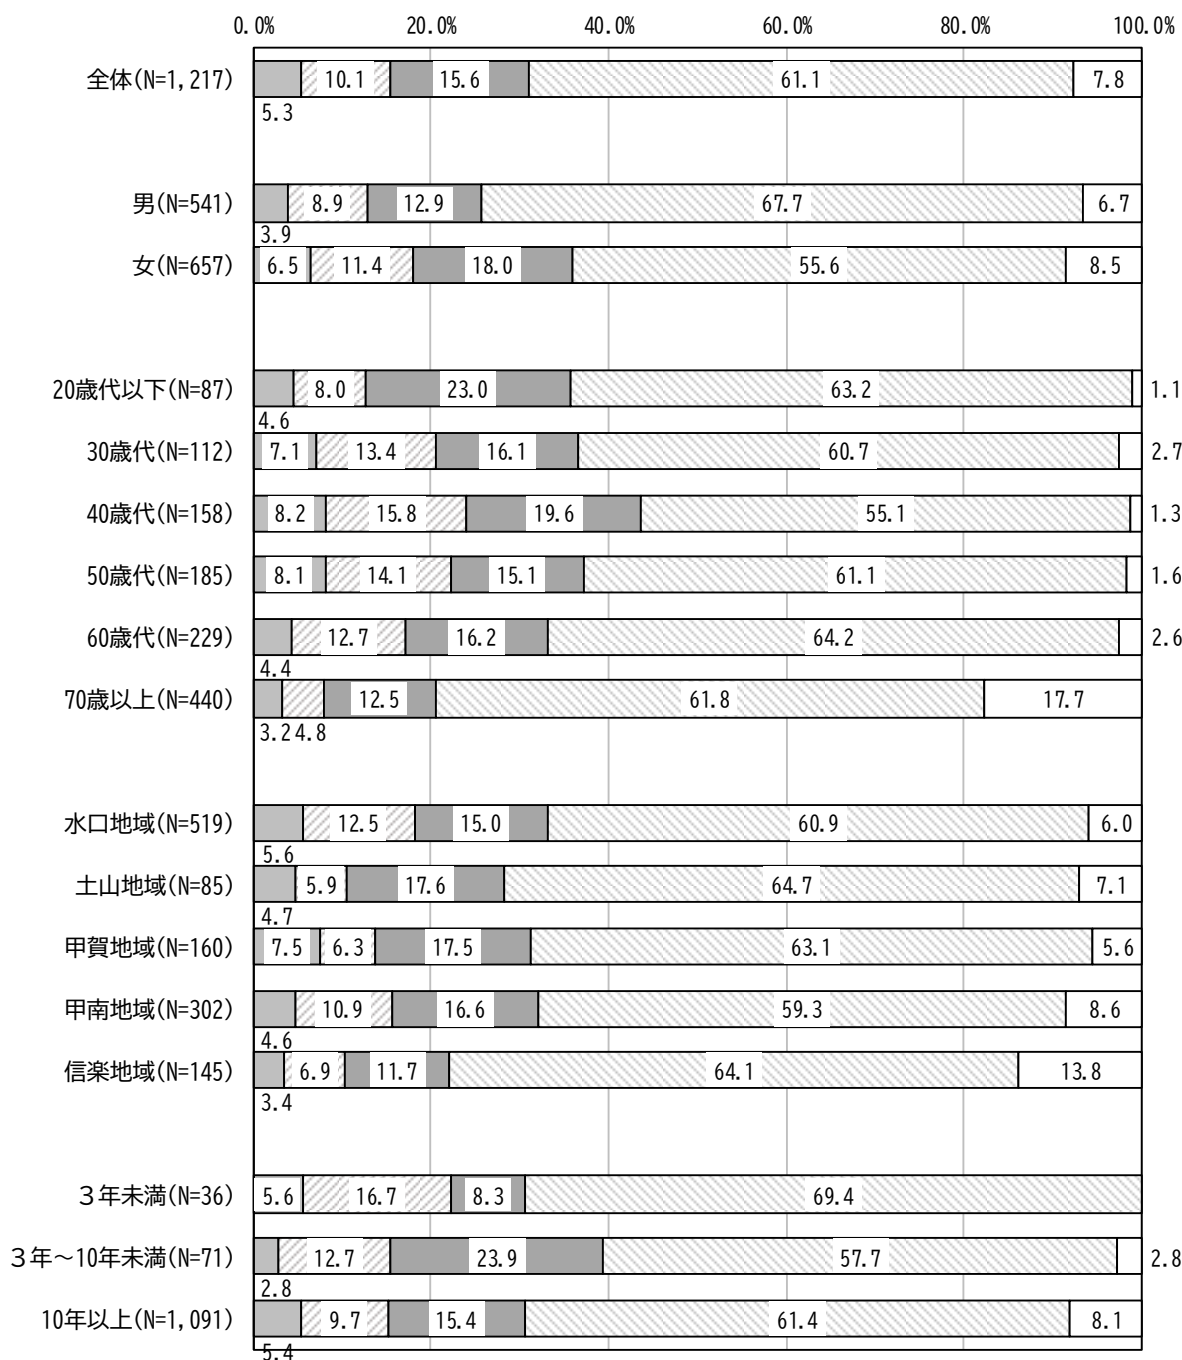 0.0% 20.0% 40.0% 60.0% 80.0% 100.0%
全体(N=1,217) 10.1 15.6 61.1 7.8
5.3
男(N=541) 8.9 12.9 67.7 6.7
3.9
女(N=657) 6.5 11.4 18.0 55.6 8.5
20歳代以下(N=87) 8.0 23.0 63.2 1.1
4.6
30歳代(N=112) 7.1 13.4 16.1 60.7 2.7
40歳代(N=158) 8.2 15.8 19.6 55.1 1.3
50歳代(N=185) 8.1 14.1 15.1 61.1 1.6
60歳代(N=229) 12.7 16.2 64.2 2.6
4.4
70歳以上(N=440) 12.5 61.8 17.7
3.2 4.8
水口地域(N=519) 12.5 15.0 60.9 6.0
5.6
土山地域(N=85) 5.9 17.6 64.7 7.1
4.7
甲賀地域(N=160) 7.5 6.3 17.5 63.1 5.6
甲南地域(N=302) 10.9 16.6 59.3 8.6
4.6
信楽地域(N=145) 6.9 11.7 64.1 13.8
3.4
３年未満(N=36) 5.6 16.7 8.3 69.4
３年～10年未満(N=71) 12.7 23.9 57.7 2.8
2.8
10年以上(N=1,091) 9.7 15.4 61.4 8.1
5.4